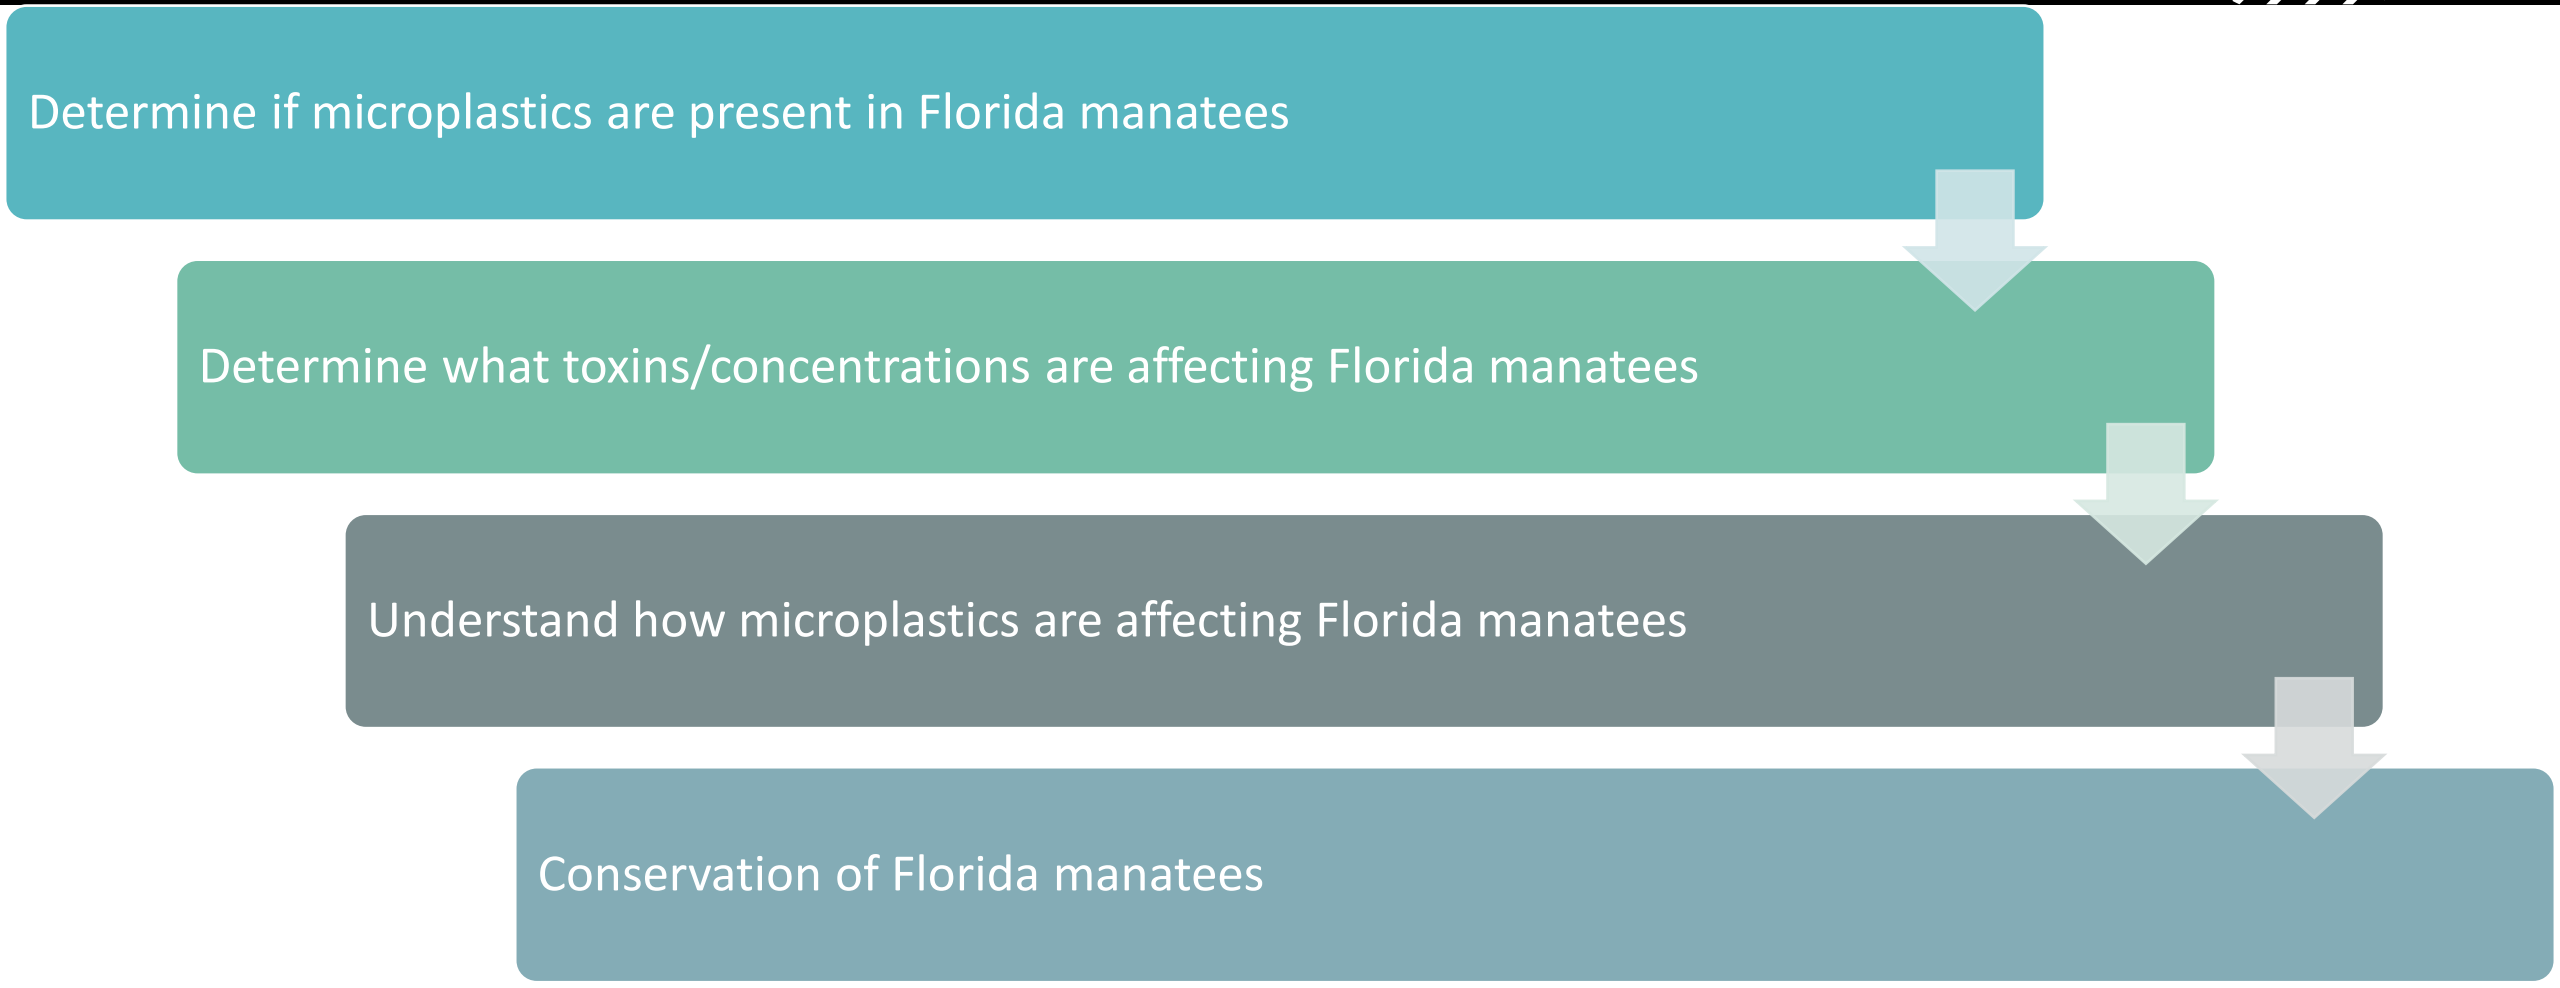 Determine if microplastics are present in Florida manatees
Determine what toxins/concentrations are affecting Florida manatees
Understand how microplastics are affecting Florida manatees
Conservation of Florida manatees